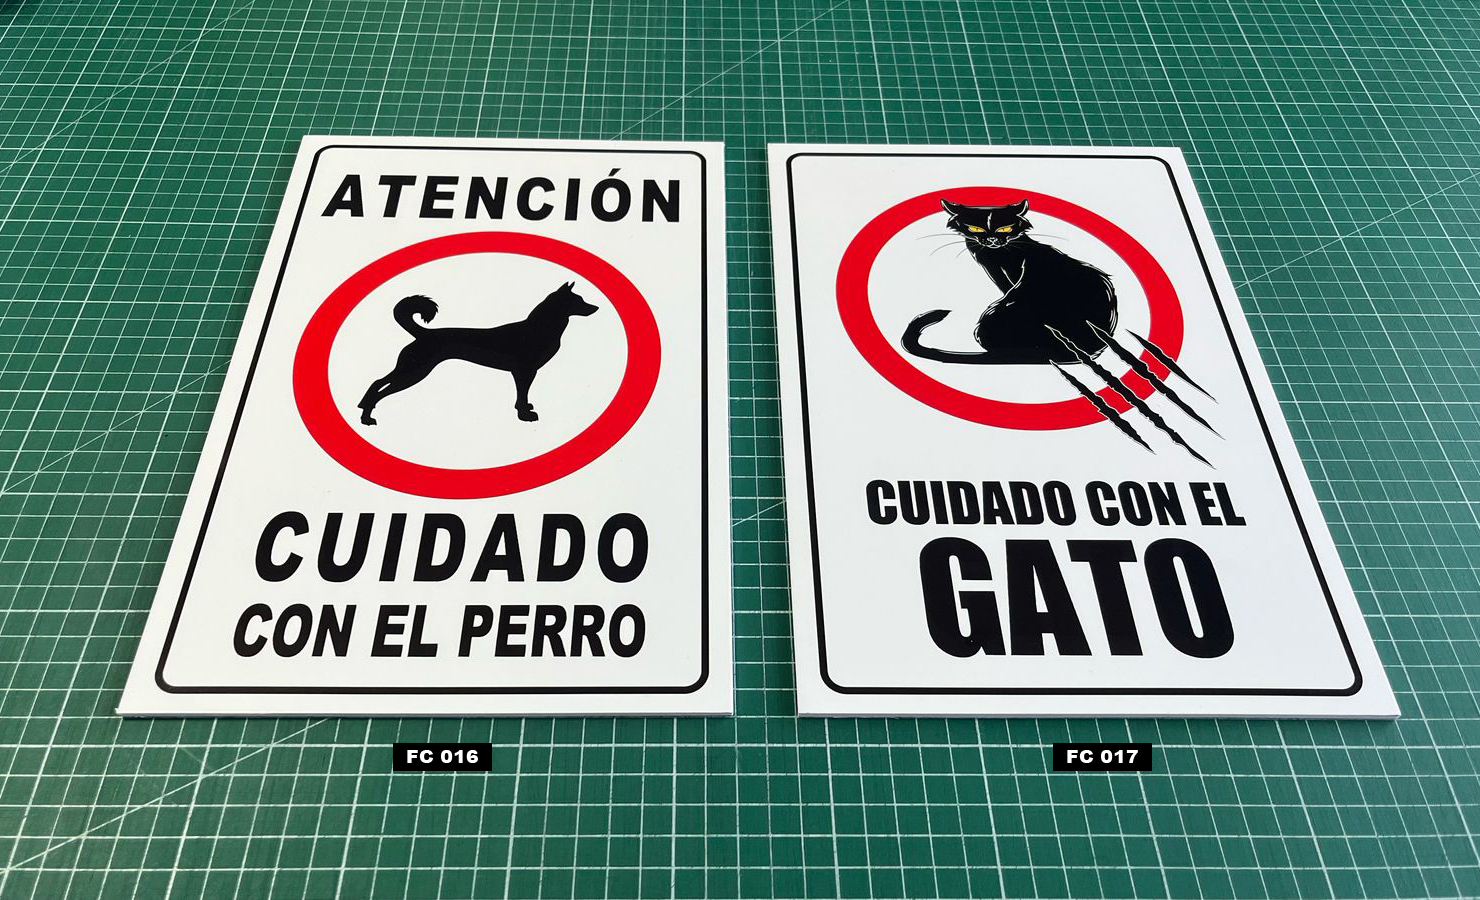 ATENCIÓN
CUIDADO
CON EL PERRO
FC 016
CUIDADO CON EL
GATO
FC 017